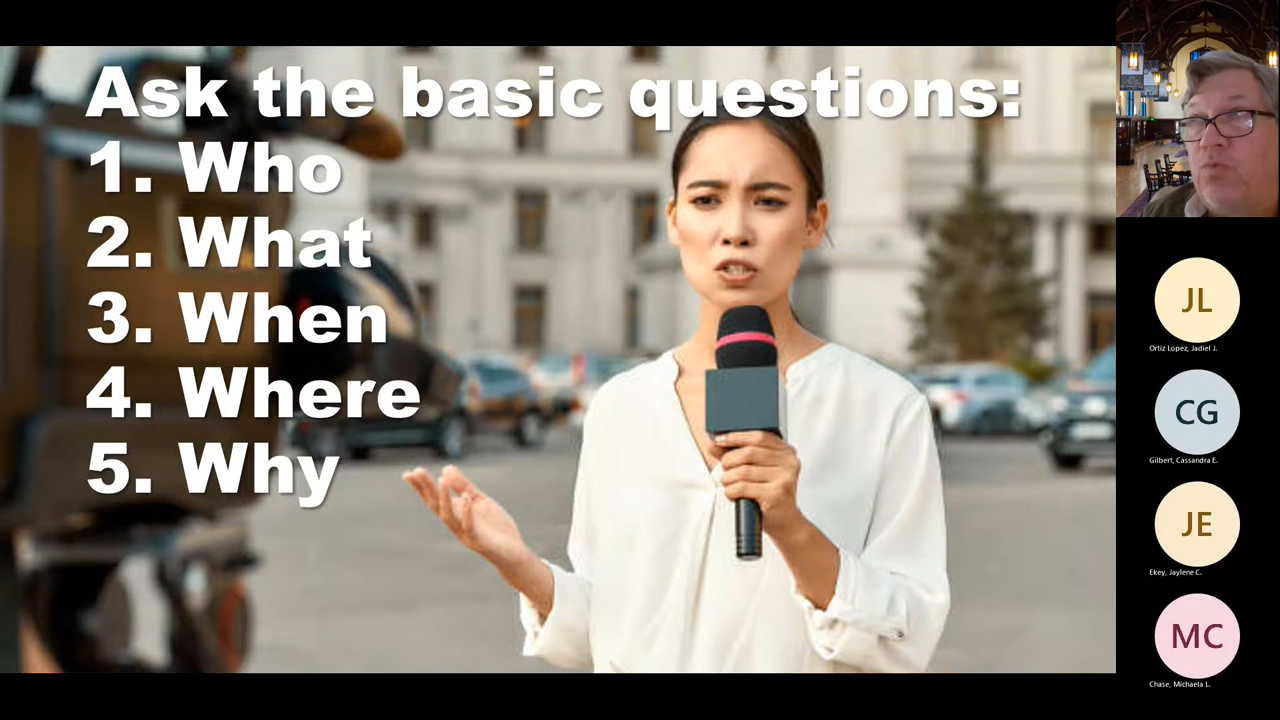 Ask the basic questions:
1. Who
2. What
3. When
4. Where
5. Why
JL
Ortiz Lopez, Jadiel J.
CG
Gilbert, Cassandra E.
JE
Ekey, Jaylene C.
MC
Chase, Michaela L.